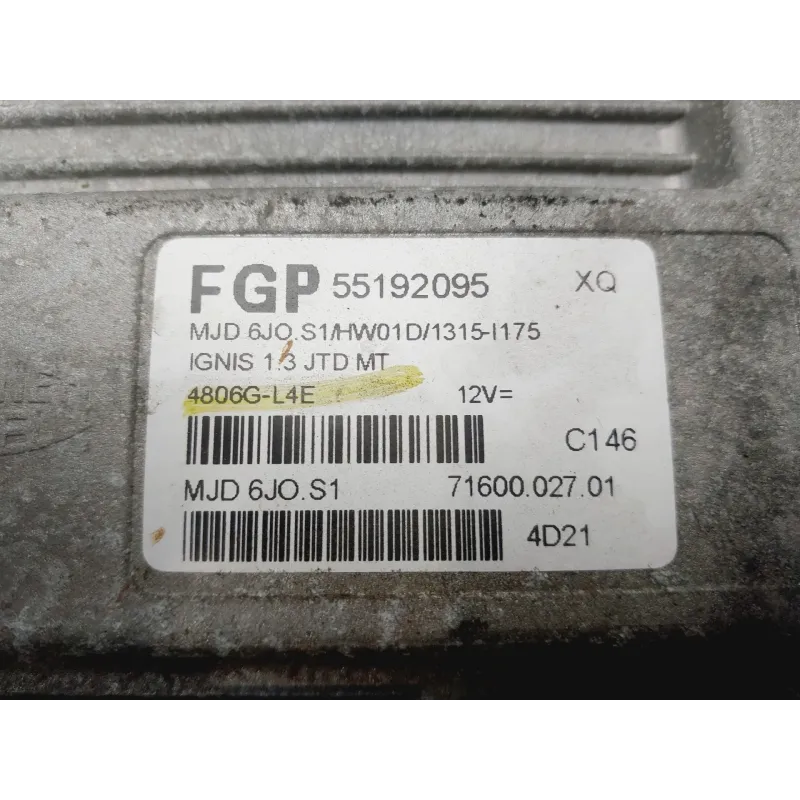 FGP 55192095 XQ
MJD 6JO.S1/HW01D/1315-I175
IGNIS 1.3 JTD MT
4806G-L4E 12V=
C146
MJD 6JO.S1 71600.027.01
4D21